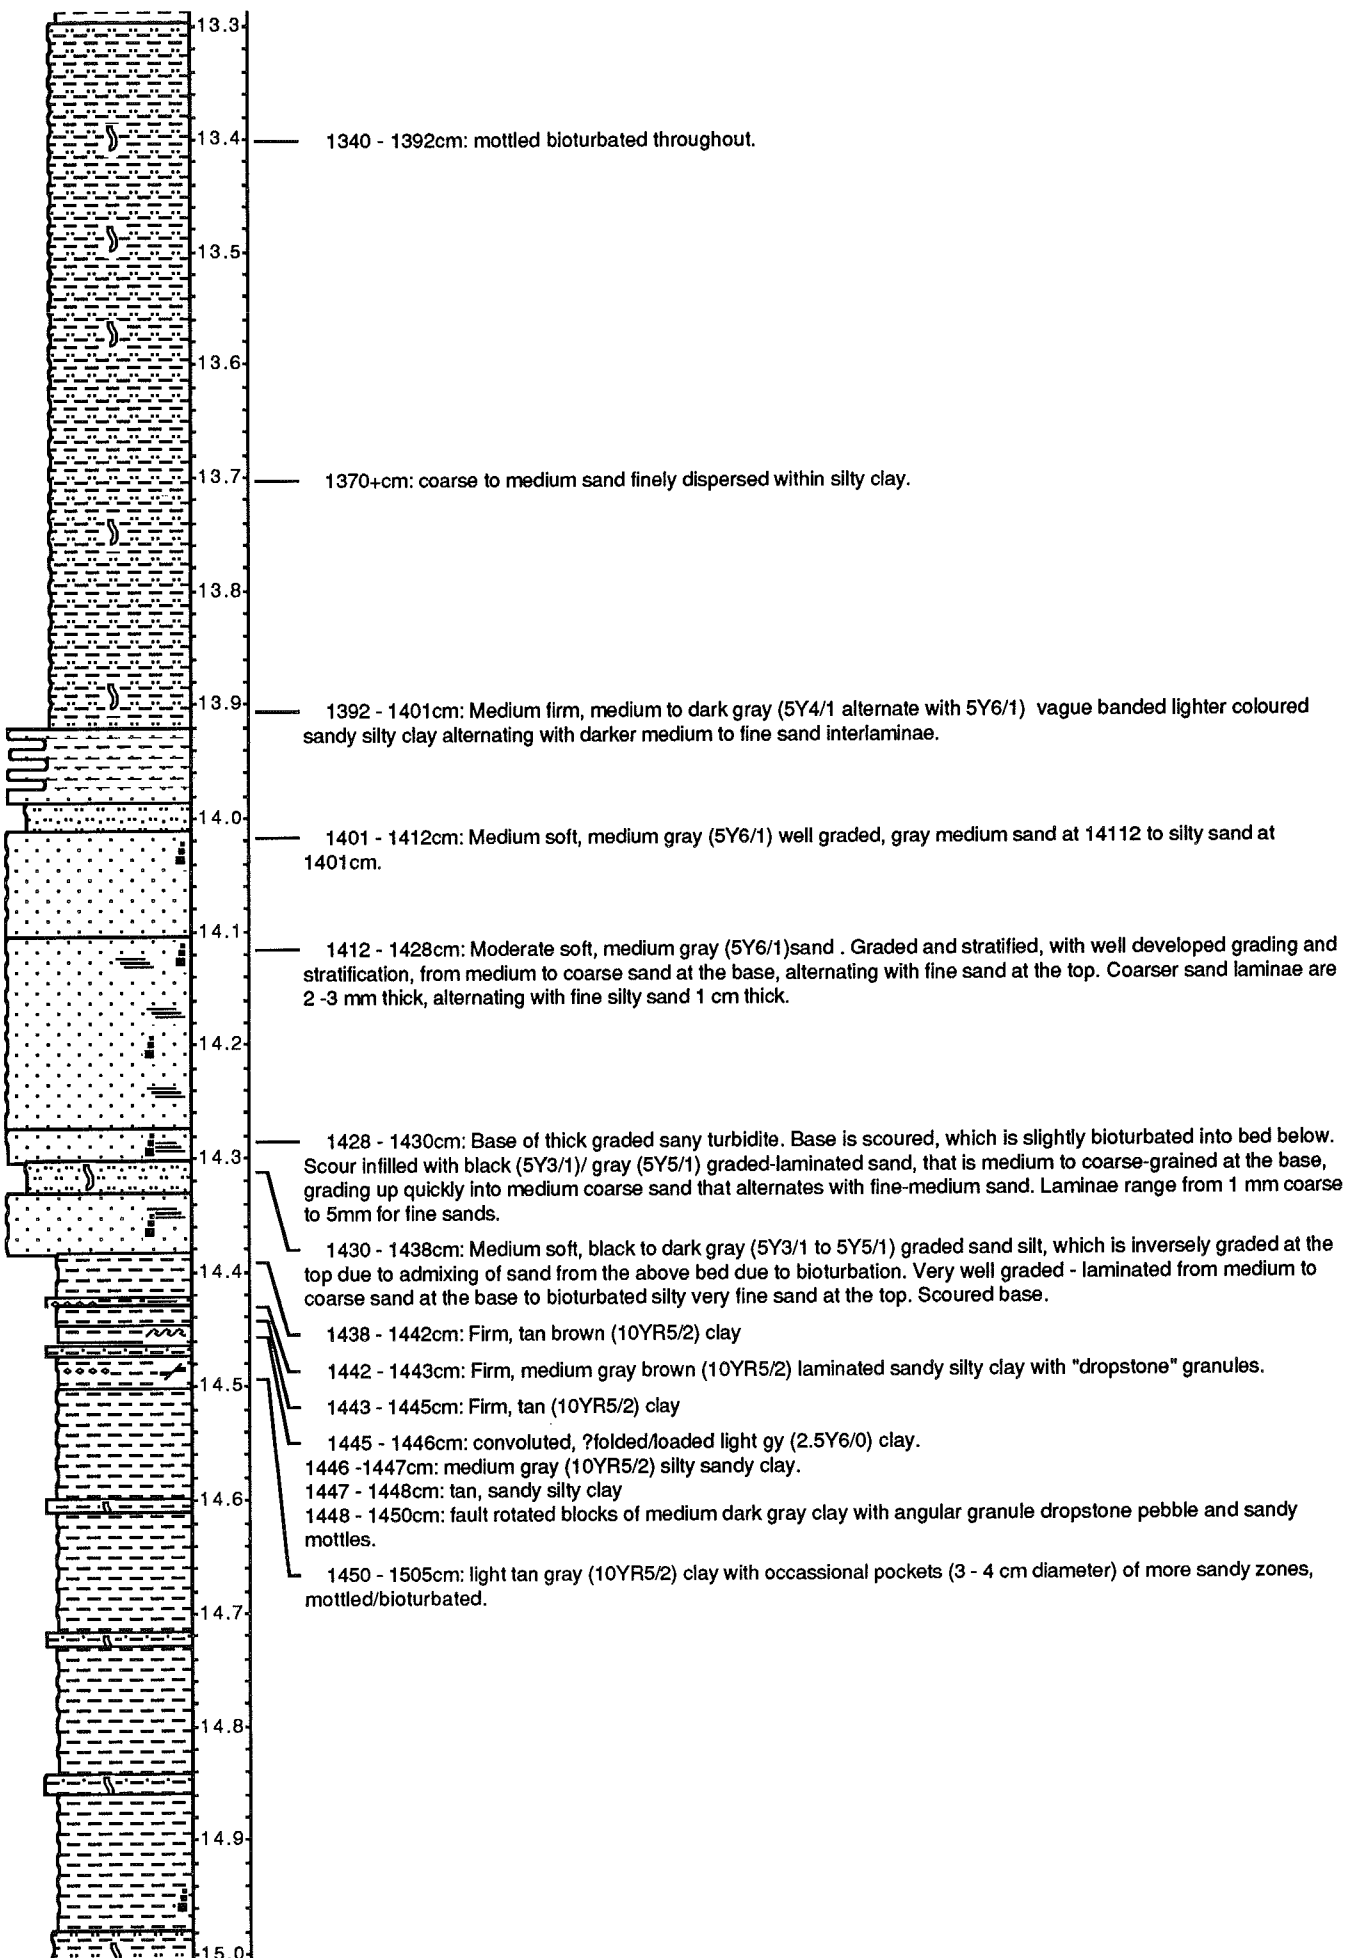 13.3
13.4
1340 - 1392cm: mottled bioturbated throughout.
13.5
13.6
13.7
1370+cm: coarse to medium sand finely dispersed within silty clay.
13.8
13.9
1392 - 1401cm: Medium firm, medium to dark gray (5Y4/1 alternate with 5Y6/1) vague banded lighter coloured
sandy silty clay alternating with darker medium to fine sand interlaminae.
14.0
1401 - 1412cm: Medium soft, medium gray (5Y6/1) well graded, gray medium sand at 14112 to silty sand at
1401cm.
14.1
1412 - 1428cm: Moderate soft, medium gray (5Y6/1)sand . Graded and stratified, with well developed grading and
stratification, from medium to coarse sand at the base, alternating with fine sand at the top. Coarser sand laminae are
2 -3 mm thick, alternating with fine silty sand 1 cm thick.
14.2
14.3
1428 - 1430cm: Base of thick graded sany turbidite. Base is scoured, which is slightly bioturbated into bed below.
Scour infilled with black (5Y3/1)/ gray (5Y5/1) graded-laminated sand, that is medium to coarse-grained at the base,
grading up quickly into medium coarse sand that alternates with fine-medium sand. Laminae range from 1 mm coarse
to 5mm for fine sands.
1430 - 1438cm: Medium soft, black to dark gray (5Y3/1 to 5Y5/1) graded sand silt, which is inversely graded at the
top due to admixing of sand from the above bed due to bioturbation. Very well graded - laminated from medium to
coarse sand at the base to bioturbated silty very fine sand at the top. Scoured base.
14.4
1438 - 1442cm: Firm, tan brown (10YR5/2) clay
1442 - 1443cm: Firm, medium gray brown (10YR5/2) laminated sandy silty clay with "dropstone" granules.
14.5
1443 - 1445cm: Firm, tan (10YR5/2) clay
1445 - 1446cm: convoluted, ?folded/loaded light gy (2.5Y6/0) clay.
1446 -1447cm: medium gray (10YR5/2) silty sandy clay.
1447 - 1448cm: tan, sandy silty clay
14.6
1448 - 1450cm: fault rotated blocks of medium dark gray clay with angular granule dropstone pebble and sandy
mottles.
1450 - 1505cm: light tan gray (10YR5/2) clay with occassional pockets (3 - 4 cm diameter) of more sandy zones,
mottled/bioturbated.
14.7
14.8
14.9
15.0